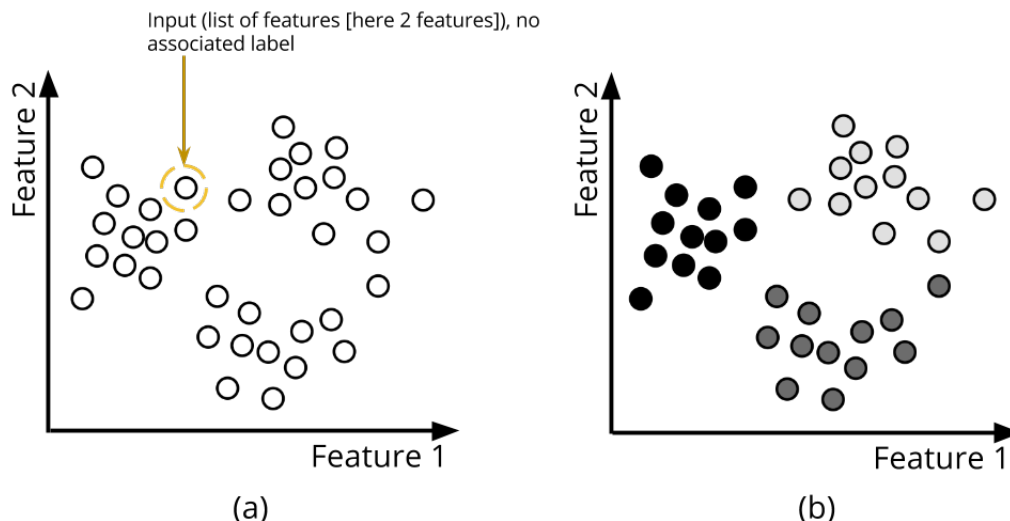 Input (list of features [here 2 features]), no
associated label
Feature 2
Feature 1
(a)
Feature 2
Feature 1
(b)